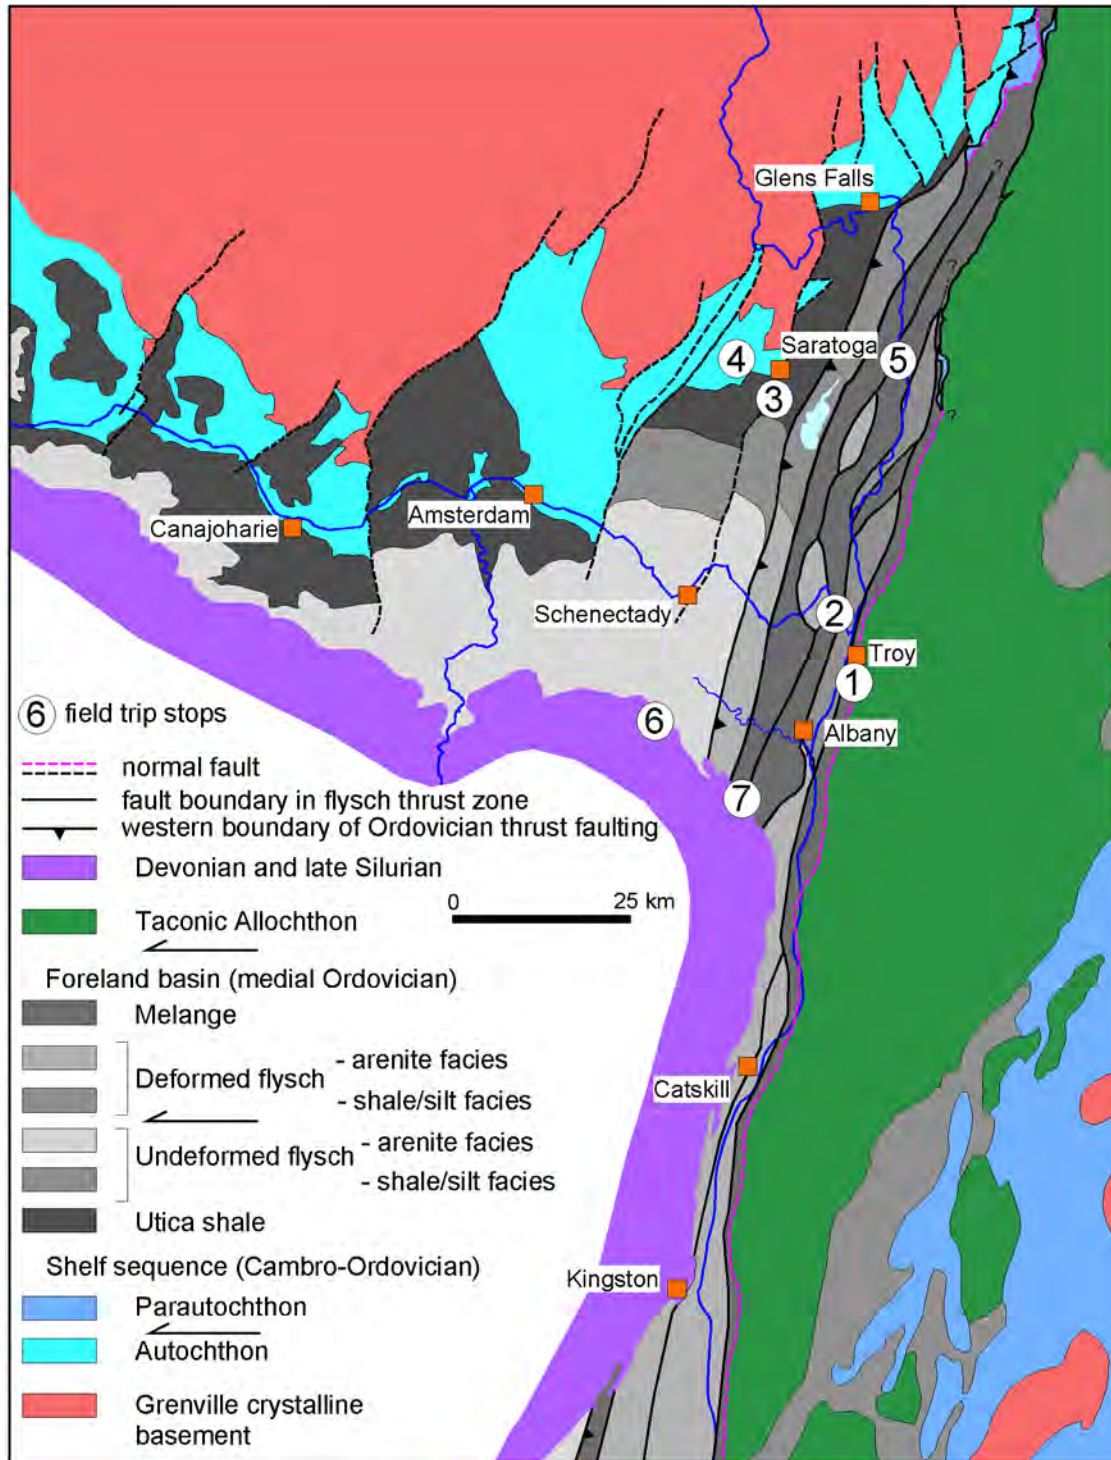 Glens Falls
Saratoga
4
5
3
Amsterdam
Canajoharie
Schenectady
2
Troy
1
Albany
6
7
Catskill
Kingston
?
?
?
6 field trip stops
normal fault
fault boundary in flysch thrust zone
western boundary of Ordovician thrust faulting
Devonian and late Silurian
0 25 km
Taconic Allochthon
Foreland basin (medial Ordovician)
Melange
Deformed flysch - arenite facies
- shale/silt facies
Undeformed flysch - arenite facies
- shale/silt facies
Utica shale
Shelf sequence (Cambro-Ordovician)
Parautochthon
Autochthon
Grenville crystalline
basement